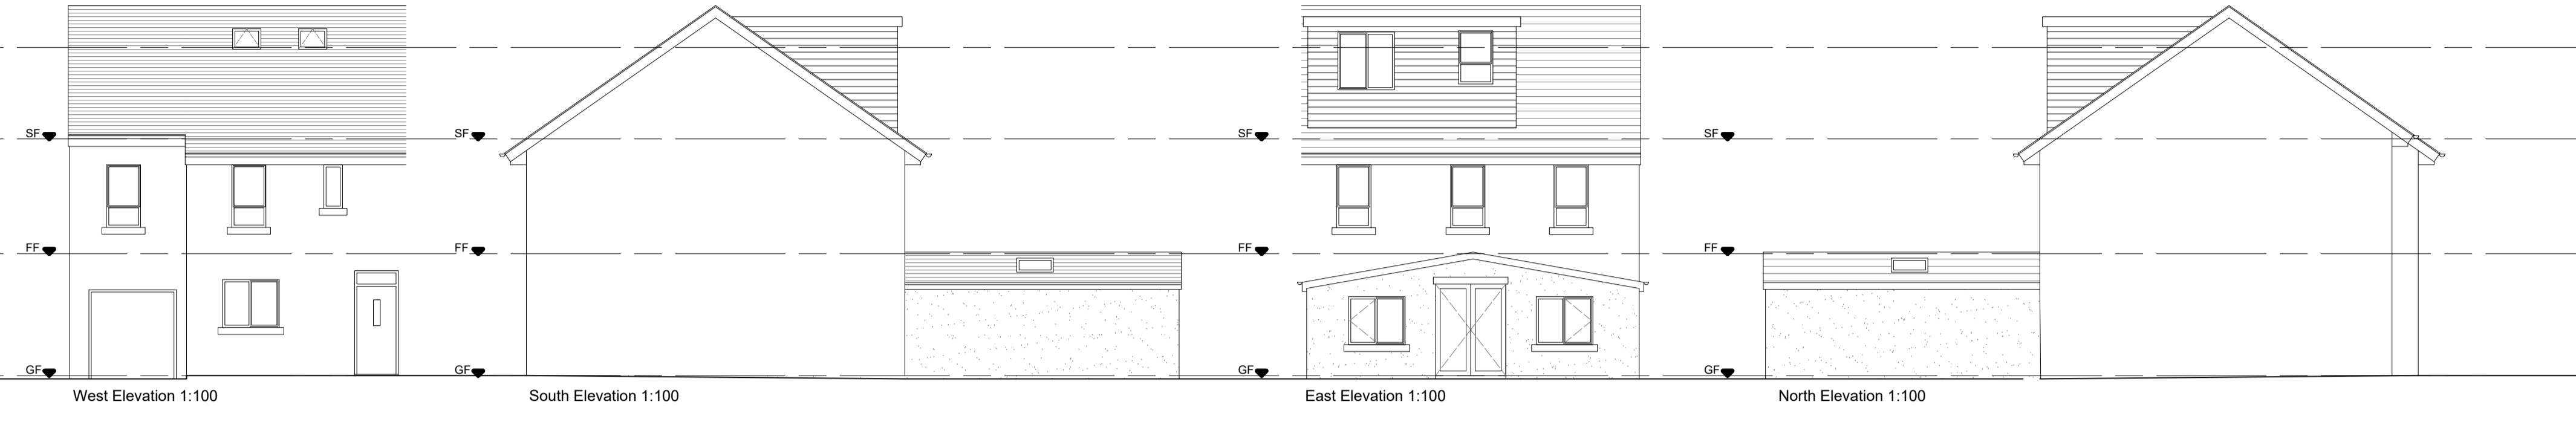 SF SF SF SF
FF FF FF FF
GF GF GF GF
West Elevation 1:100 South Elevation 1:100 East Elevation 1:100 North Elevation 1:100